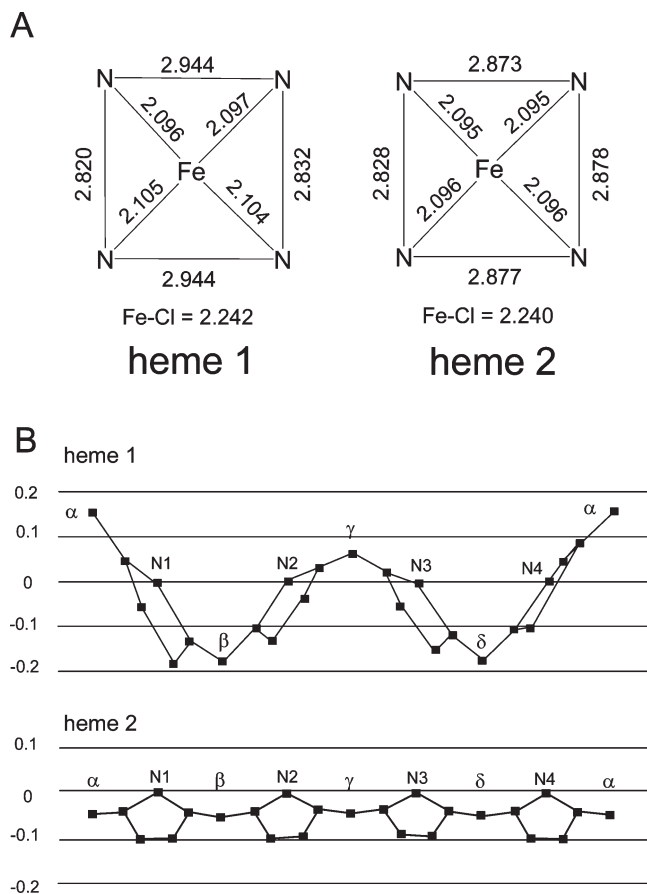 A
2.944
2.873
N
N
N
N
2.096
2.097
2.095
2.095
2.820
2.832
2.828
2.878
Fe
Fe
2.105
2.104
2.096
2.096
N
N
N
N
2.944
2.877
Fe-Cl = 2.242
Fe-Cl = 2.240
heme 1
heme 2
B
heme 1
0.2
α
α
0.1
γ
N1
N2
N3
N4
0
-0.1
β
δ
-0.2
heme 2
0.1
α
N1
β
N2
γ
N3
δ
N4
α
0
-0.1
-0.2